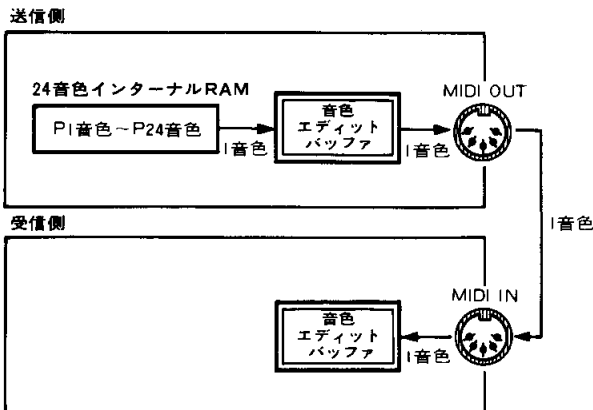 送信側
24音色インターナルRAM
P1音色~P24音色
1音色
音色
エディット
バッファ
1音色
MIDI OUT
1音色
受信側
音色
エディット
バッファ
1音色
MIDI IN